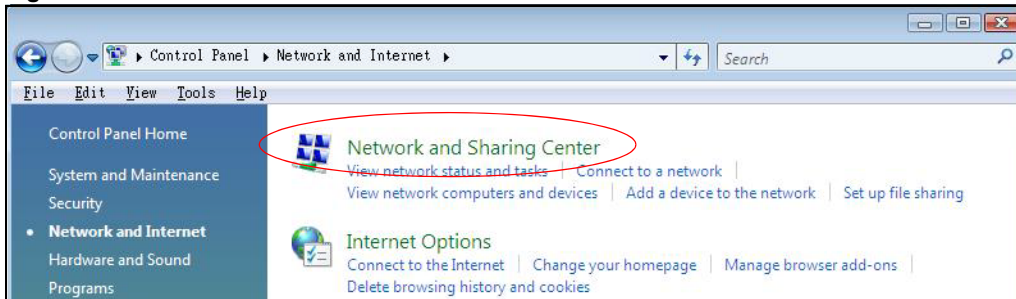 Control Panel Network and Internet
Search
File Edit View Tools Help
Control Panel Home
System and Maintenance
Security
Network and Internet
Hardware and Sound
Programs
Network and Sharing Center
View network status and tasks Connect to a network
View network computers and devices Add a device to the network Set up file sharing
Internet Options
Connect to the Internet Change your homepage Manage browser add-ons
Delete browsing history and cookies